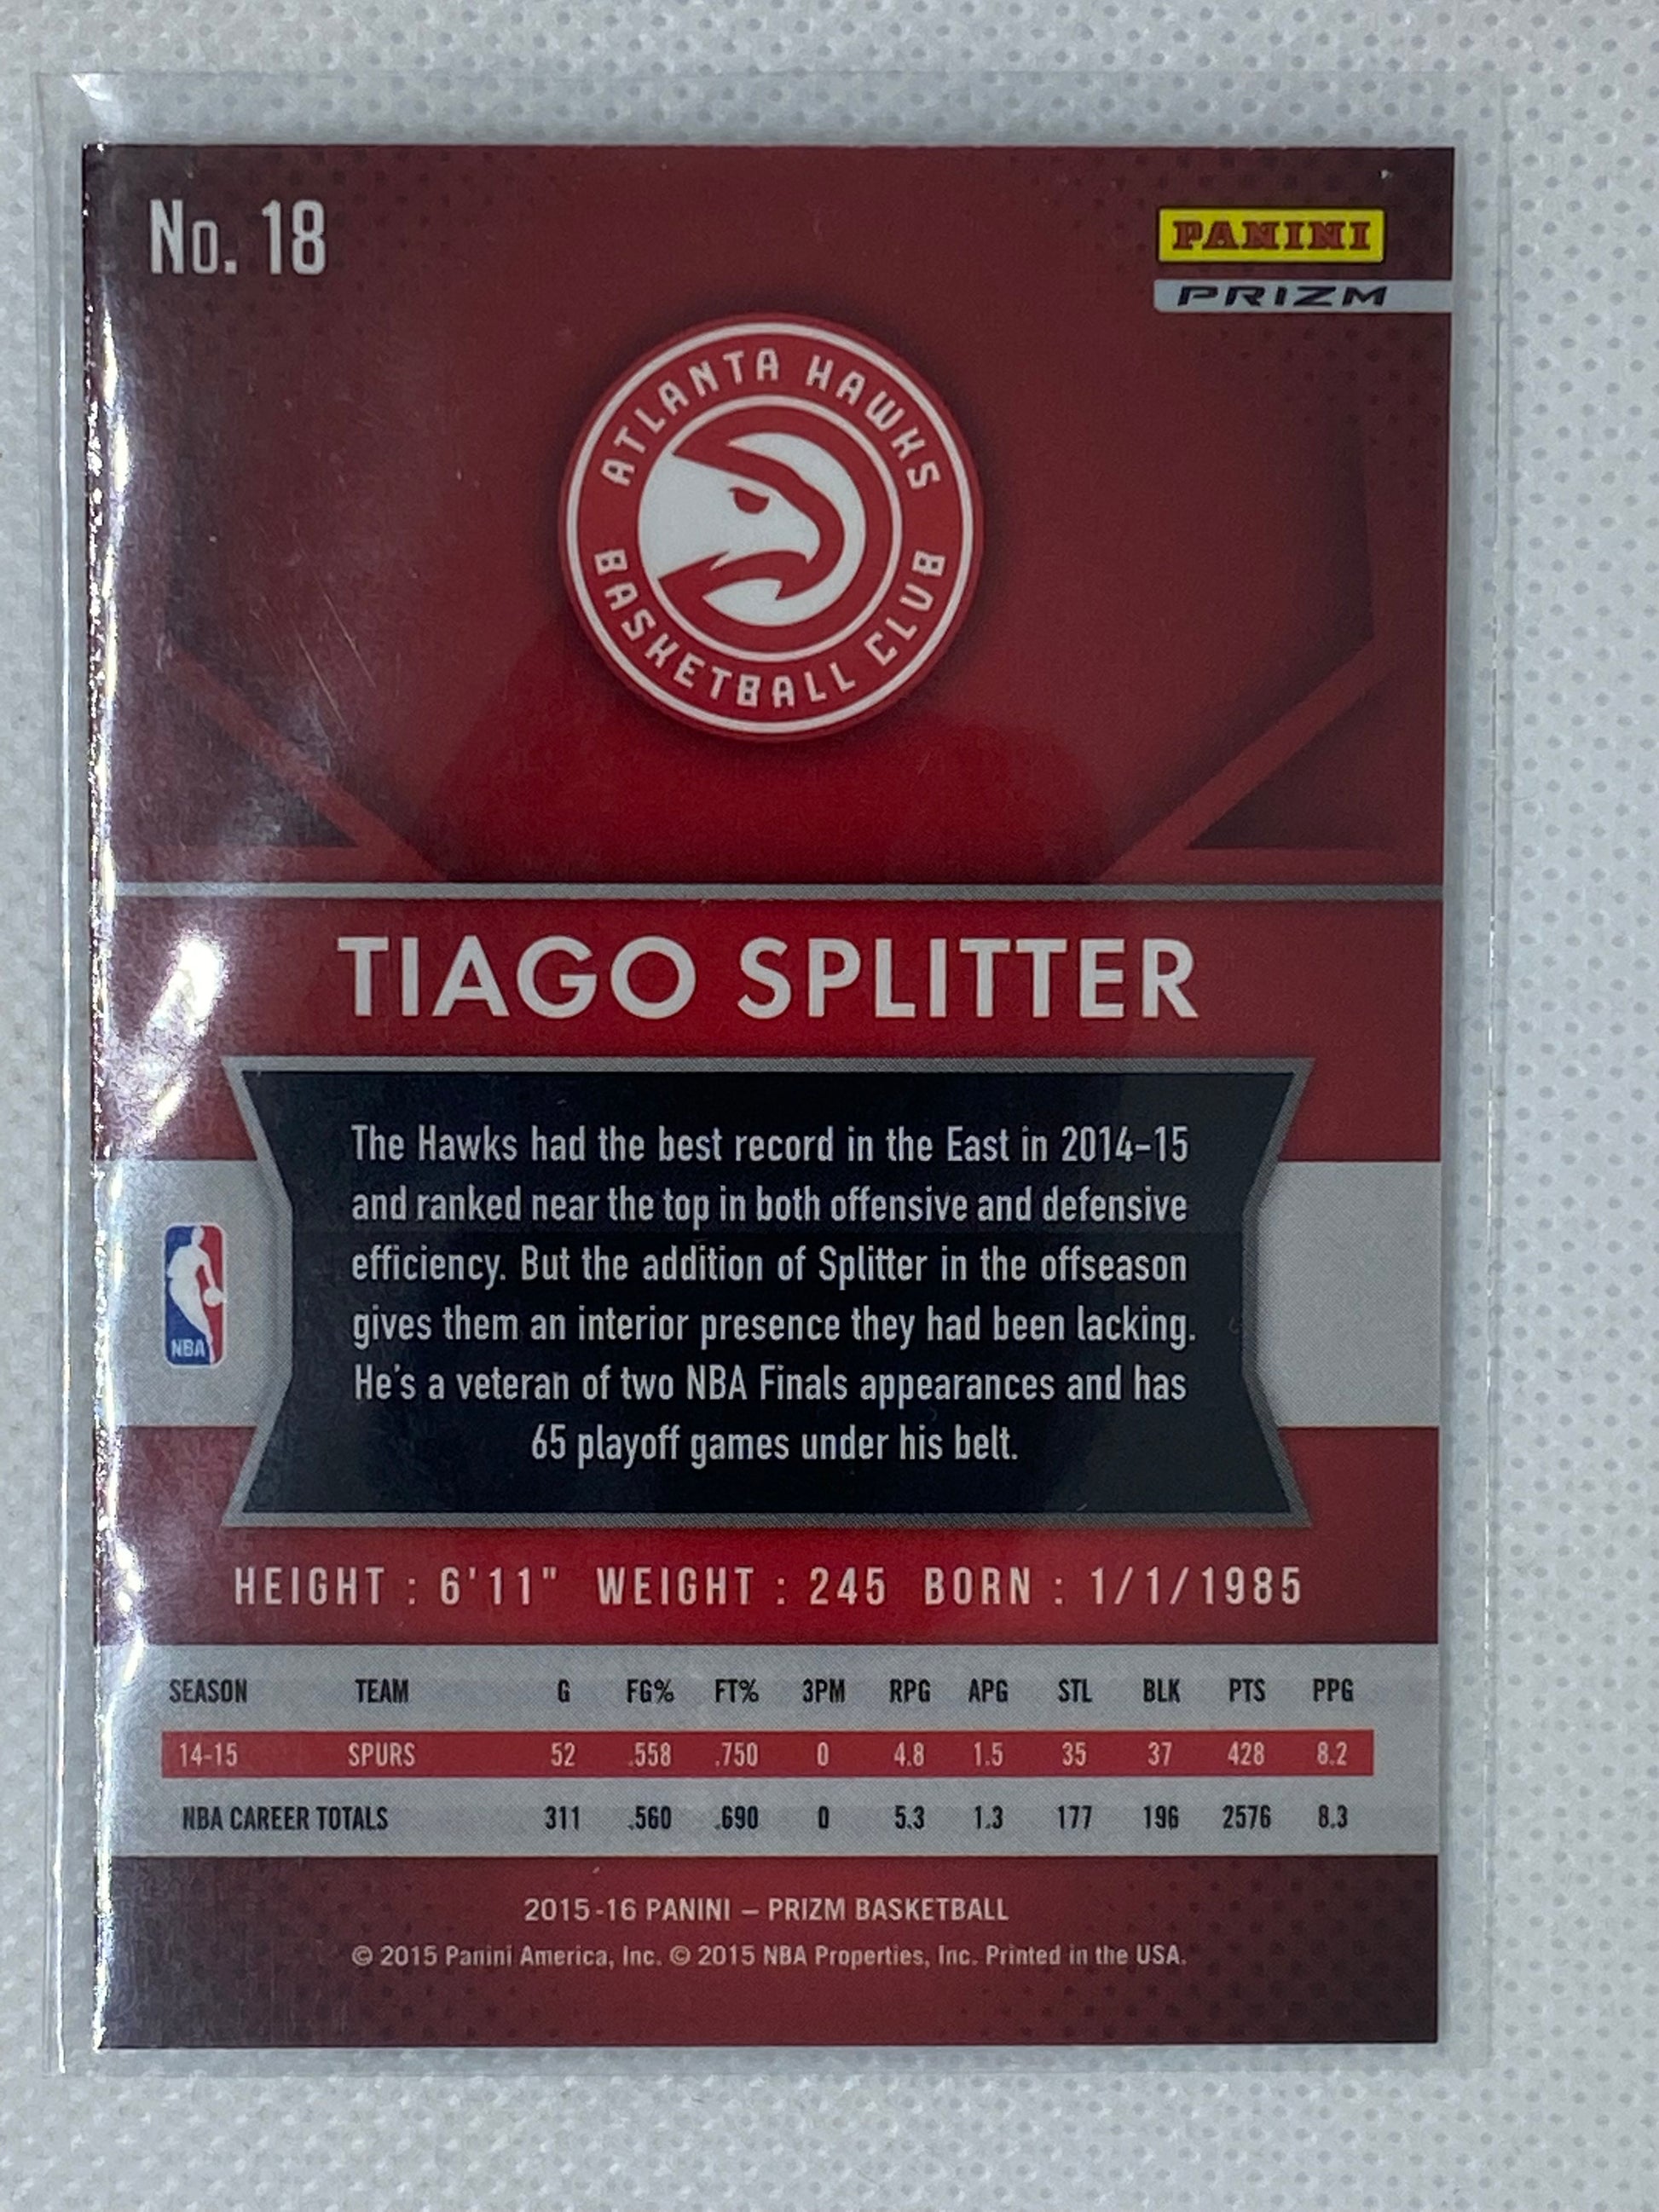 No. 18
PANINI
PRIZM
ATLANTA HAWKS
BASKETBALL CLUB
TIAGO SPLITTER
The Hawks had the best record in the East in 2014-15
and ranked near the top in both offensive and defensive
efficiency. But the addition of Splitter in the offseason
gives them an interior presence they had been lacking.
He's a veteran of two NBA Finals appearances and has
65 playoff games under his belt.
NBA
HEIGHT : 6'11" WEIGHT : 245 BORN : 1/1/1985
SEASON TEAM G FG% FT% 3PM RPG APG STL BLK PTS PPG
14-15 SPURS 52 .558 .750 0 4.8 1.5 35 37 428 8.2
NBA CAREER TOTALS 311 .560 .690 0 5.3 1.3 177 196 2576 8.3
2015-16 PANINI – PRIZM BASKETBALL
© 2015 Panini America, Inc. © 2015 NBA Properties, Inc. Printed in the USA.